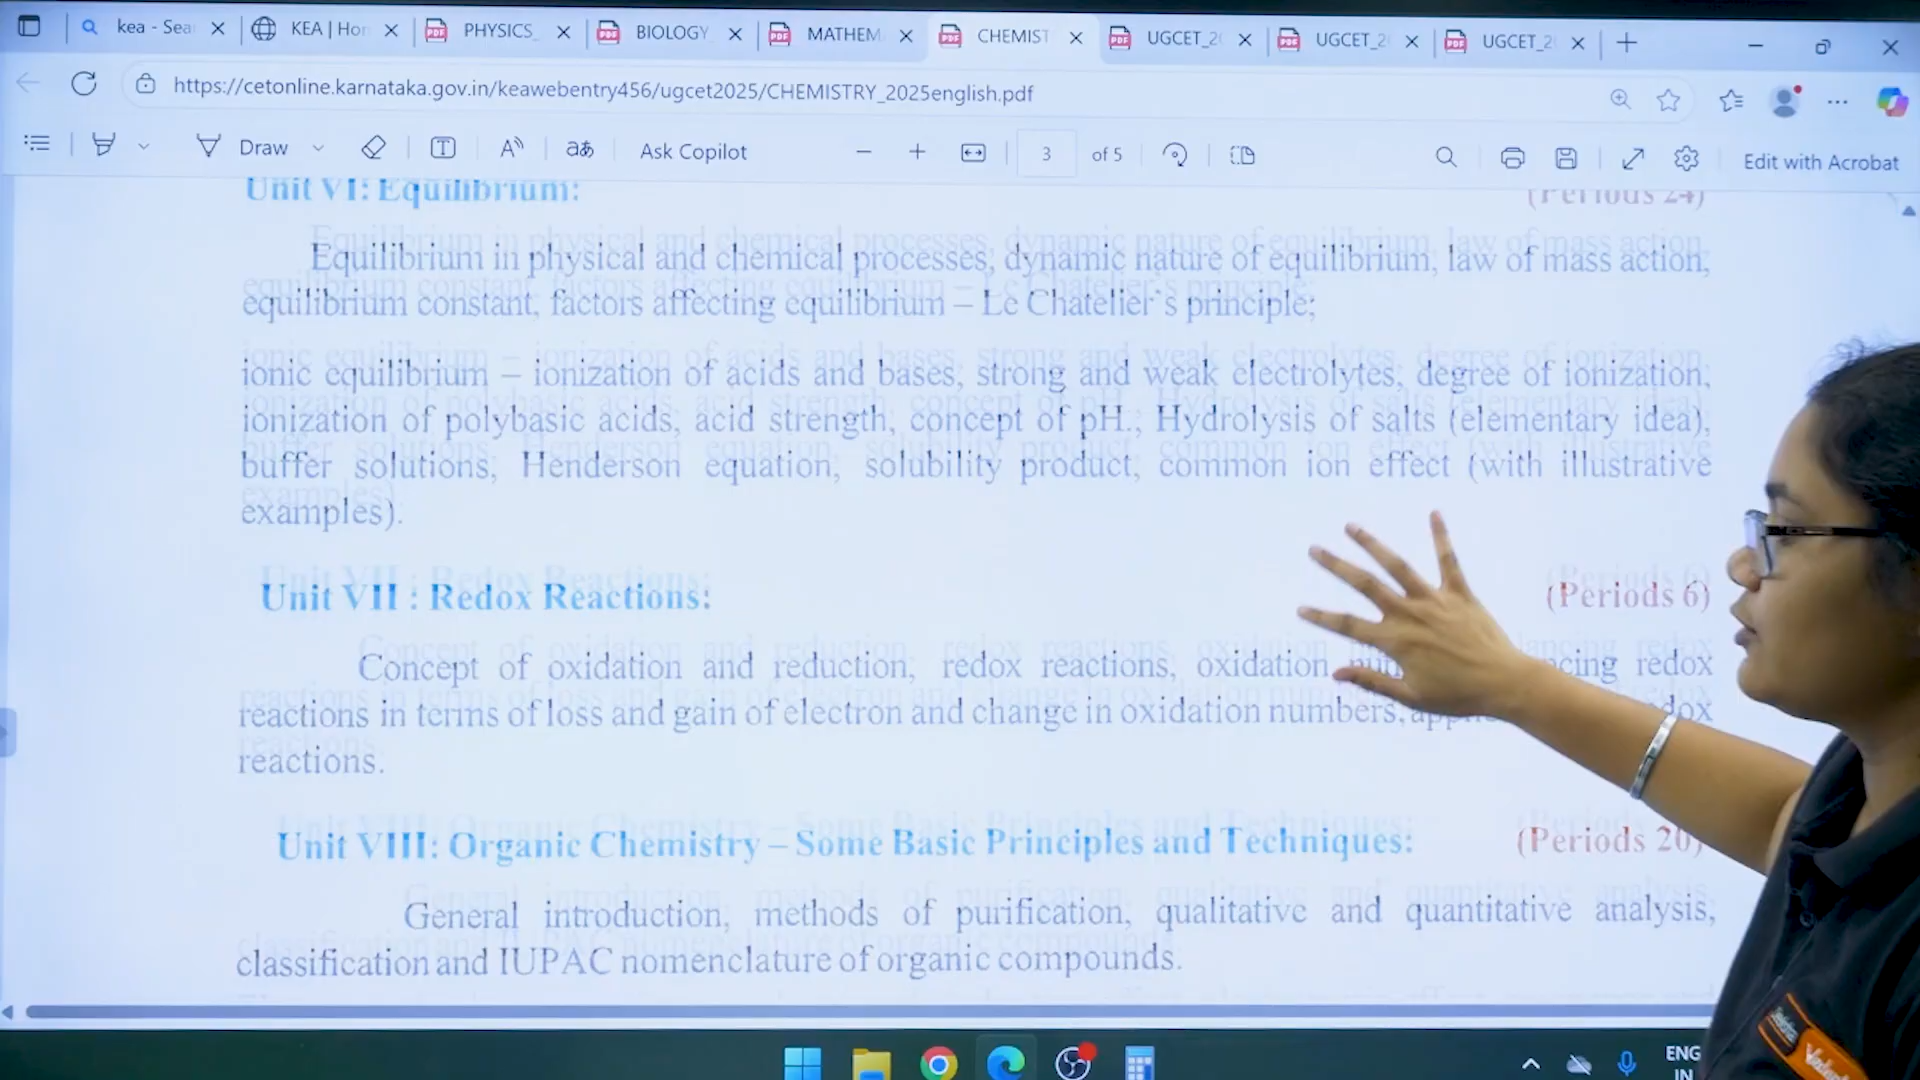 kea - Sea
KEA | Hor
PHYSICS_
BIOLOGY_
MATHEM
CHEMIST
UGCET_2(
UGCET_2
UGCET_2
https://cetonline.karnataka.gov.in/keawebentry456/ugcet2025/CHEMISTRY_2025english.pdf
Draw
Ask Copilot
3 of 5
Edit with Acrobat
Unit VI: Equilibrium: (Periods 24)
Equilibrium in physical and chemical processes, dynamic nature of equilibrium, law of mass action,
equilibrium constant, factors affecting equilibrium – Le Chatelier's principle;
ionic equilibrium – ionization of acids and bases, strong and weak electrolytes, degree of ionization,
ionization of polybasic acids, acid strength, concept of pH., Hydrolysis of salts (elementary idea),
buffer solutions, Henderson equation, solubility product, common ion effect (with illustrative
examples).
Unit VII : Redox Reactions: (Periods 6)
Concept of oxidation and reduction, redox reactions, oxidation redox
reactions in terms of loss and gain of electron and change in oxidation numbers,
reactions.
Unit VIII: Organic Chemistry – Some Basic Principles and Techniques: (Periods 20)
General introduction, methods of purification, qualitative and quantitative analysis,
classification and IUPAC nomenclature of organic compounds.
ENG
IN